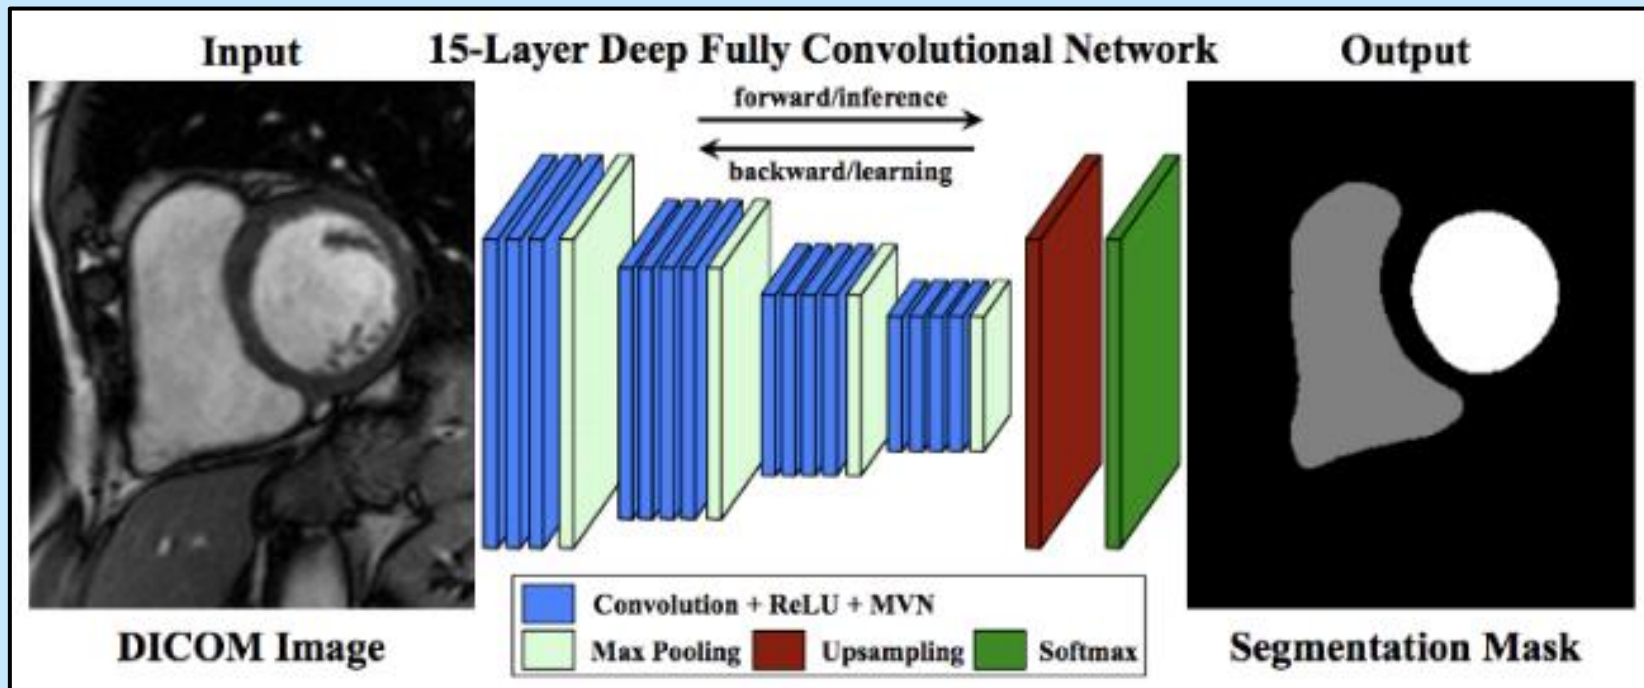 Input
15-Layer Deep Fully Convolutional Network
Output
forward/inference
backward/learning
Convolution + ReLU + MVN
Max Pooling
Upsampling
Softmax
DICOM Image
Segmentation Mask